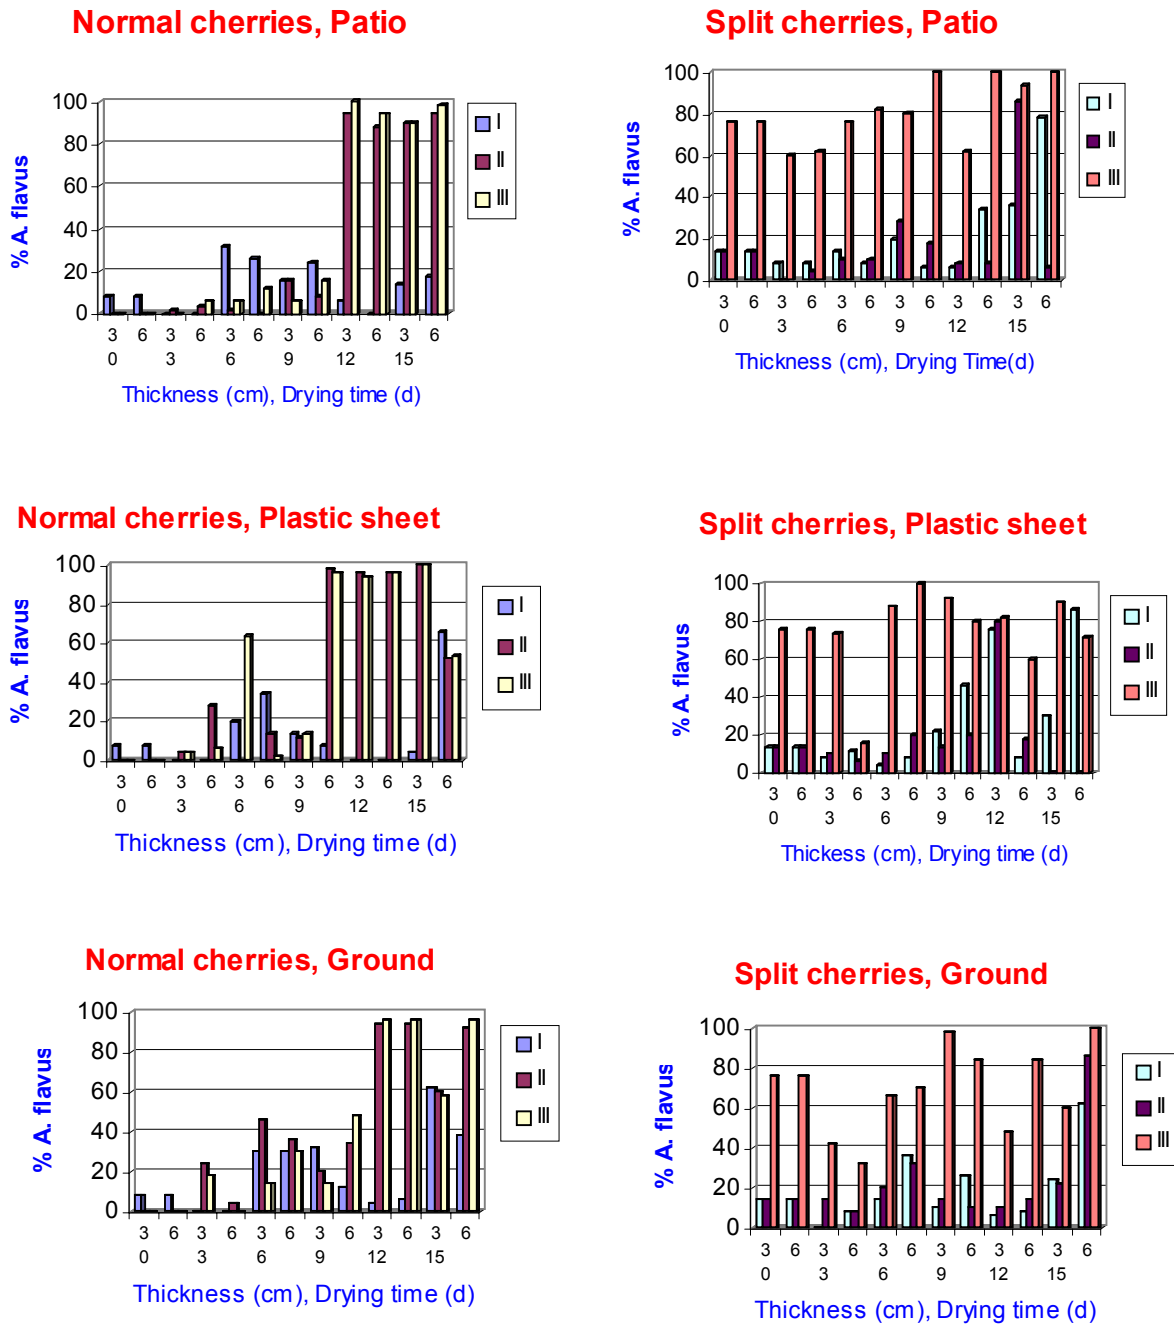 Normal cherries, Patio
% A. flavus
100
80
60
40
20
0
3 6 3 6 3 6 3 6 3 6 3 6
0 3 6 9 12 15
Thickness (cm), Drying time (d)
I
II
III
Split cherries, Patio
% A. flavus
100
80
60
40
20
0
3 6 3 6 3 6 3 6 3 6 3 6
0 3 6 9 12 15
Thickness (cm), Drying Time(d)
I
II
III
Normal cherries, Plastic sheet
% A. flavus
100
80
60
40
20
0
3 6 3 6 3 6 3 6 3 6 3 6
0 3 6 9 12 15
Thickness (cm), Drying time (d)
I
II
III
Split cherries, Plastic sheet
% A. flavus
100
80
60
40
20
0
3 6 3 6 3 6 3 6 3 6 3 6
0 3 6 9 12 15
Thickess (cm), Drying time (d)
I
II
III
Normal cherries, Ground
% A. flavus
100
80
60
40
20
0
3 6 3 6 3 6 3 6 3 6 3 6
0 3 6 9 12 15
Thickness (cm), Drying time (d)
I
II
III
Split cherries, Ground
% A. flavus
100
80
60
40
20
0
3 6 3 6 3 6 3 6 3 6 3 6
0 3 6 9 12 15
Thickness (cm), Drying time (d)
I
II
III